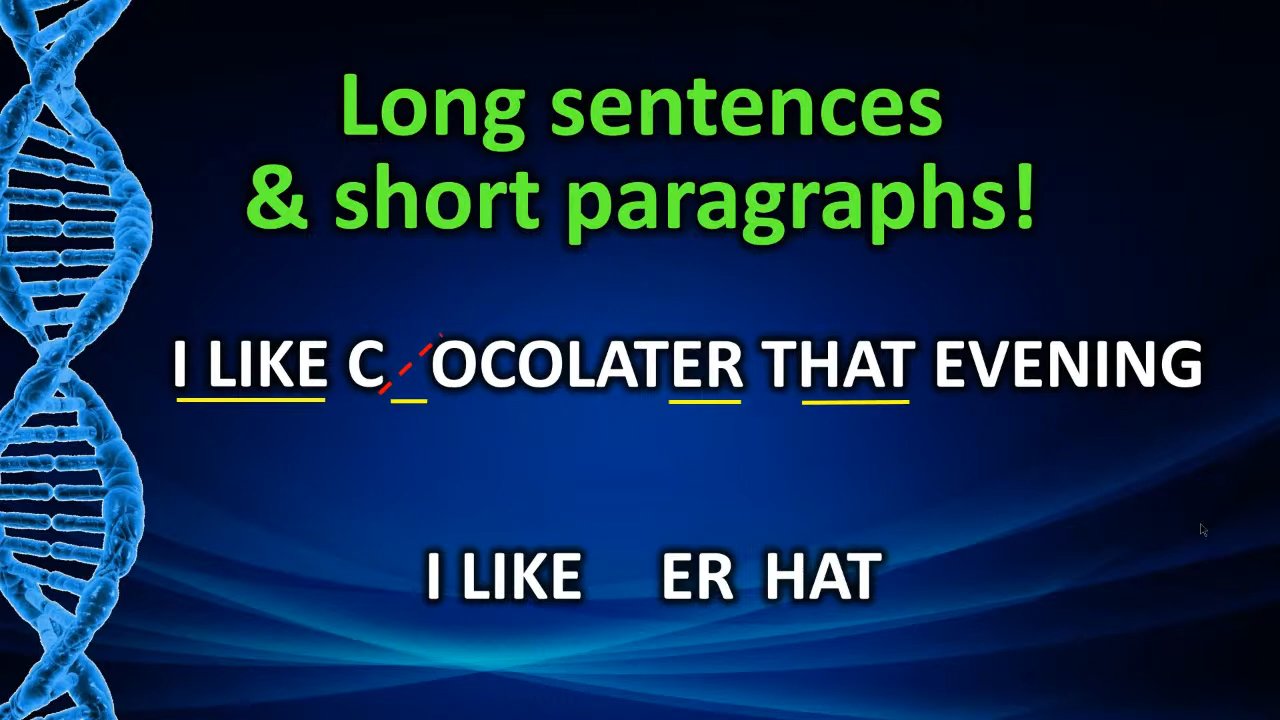 Long sentences
& short paragraphs!
I LIKE C OCOLATER THAT EVENING
I LIKE ER HAT